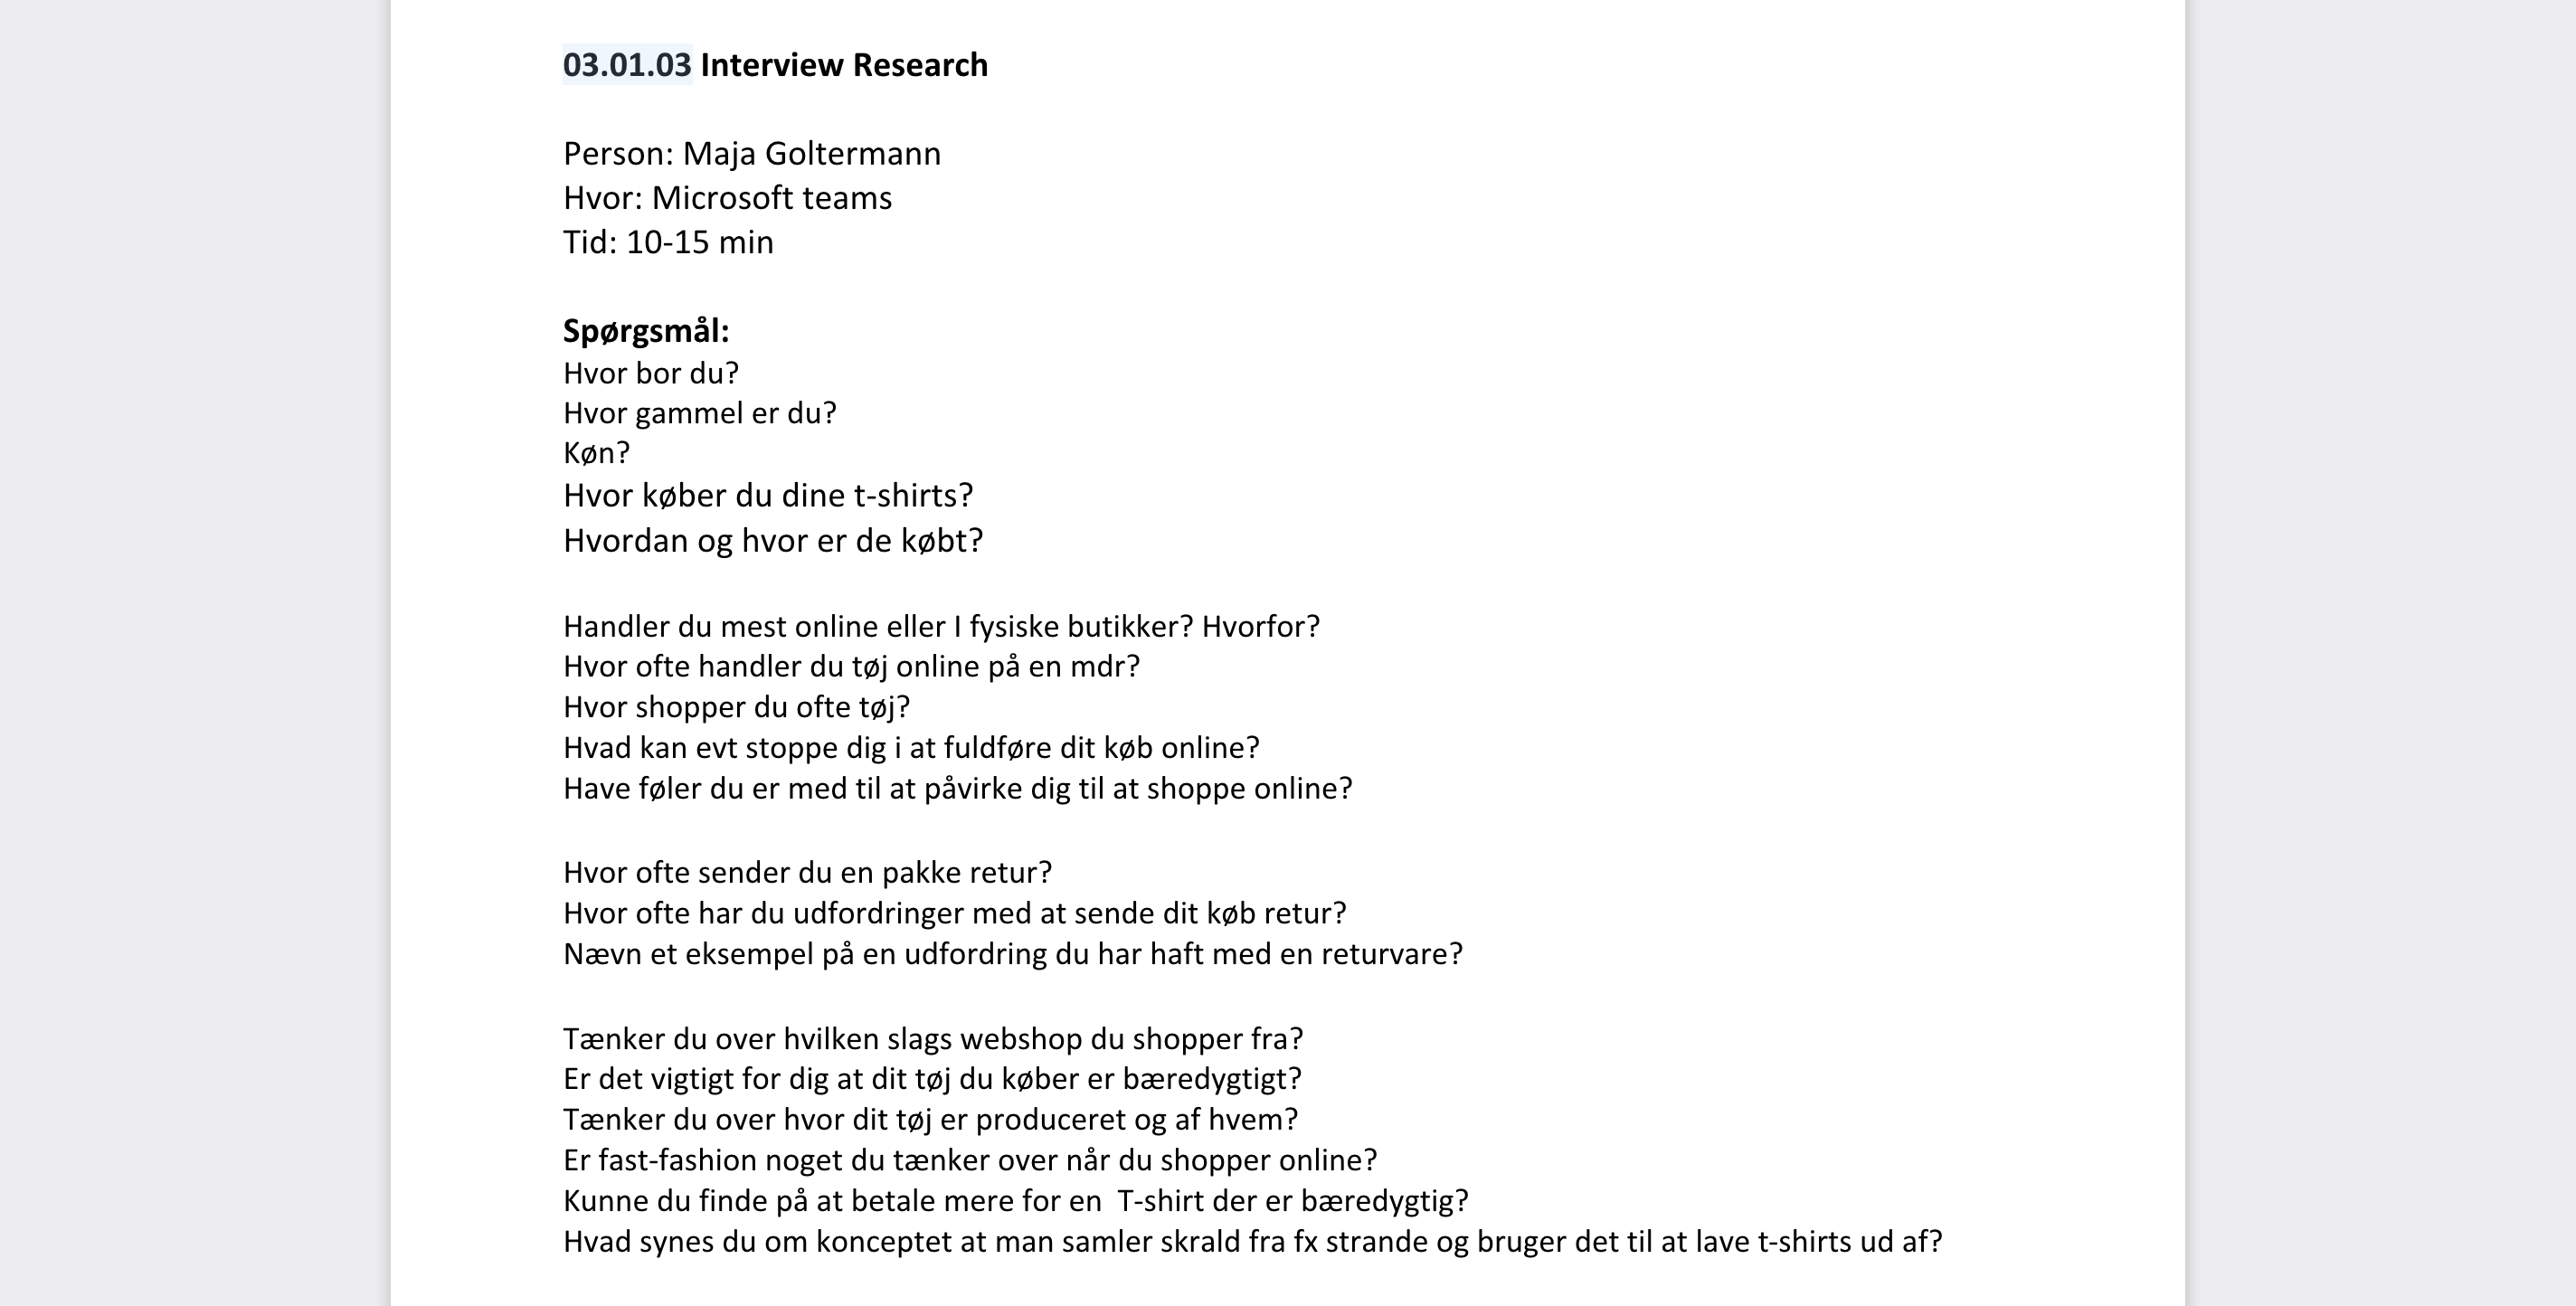 03.01.03 Interview Research
Person: Maja Goltermann
Hvor: Microsoft teams
Tid: 10-15 min
Spørgsmål:
Hvor bor du?
Hvor gammel er du?
Køn?
Hvor køber du dine t-shirts?
Hvordan og hvor er de købt?
Handler du mest online eller I fysiske butikker? Hvorfor?
Hvor ofte handler du tøj online på en mdr?
Hvor shopper du ofte tøj?
Hvad kan evt stoppe dig i at fuldføre dit køb online?
Have føler du er med til at påvirke dig til at shoppe online?
Hvor ofte sender du en pakke retur?
Hvor ofte har du udfordringer med at sende dit køb retur?
Nævn et eksempel på en udfordring du har haft med en returvare?
Tænker du over hvilken slags webshop du shopper fra?
Er det vigtigt for dig at dit tøj du køber er bæredygtigt?
Tænker du over hvor dit tøj er produceret og af hvem?
Er fast-fashion noget du tænker over når du shopper online?
Kunne du finde på at betale mere for en  T-shirt der er bæredygtig?
Hvad synes du om konceptet at man samler skrald fra fx strande og bruger det til at lave t-shirts ud af?